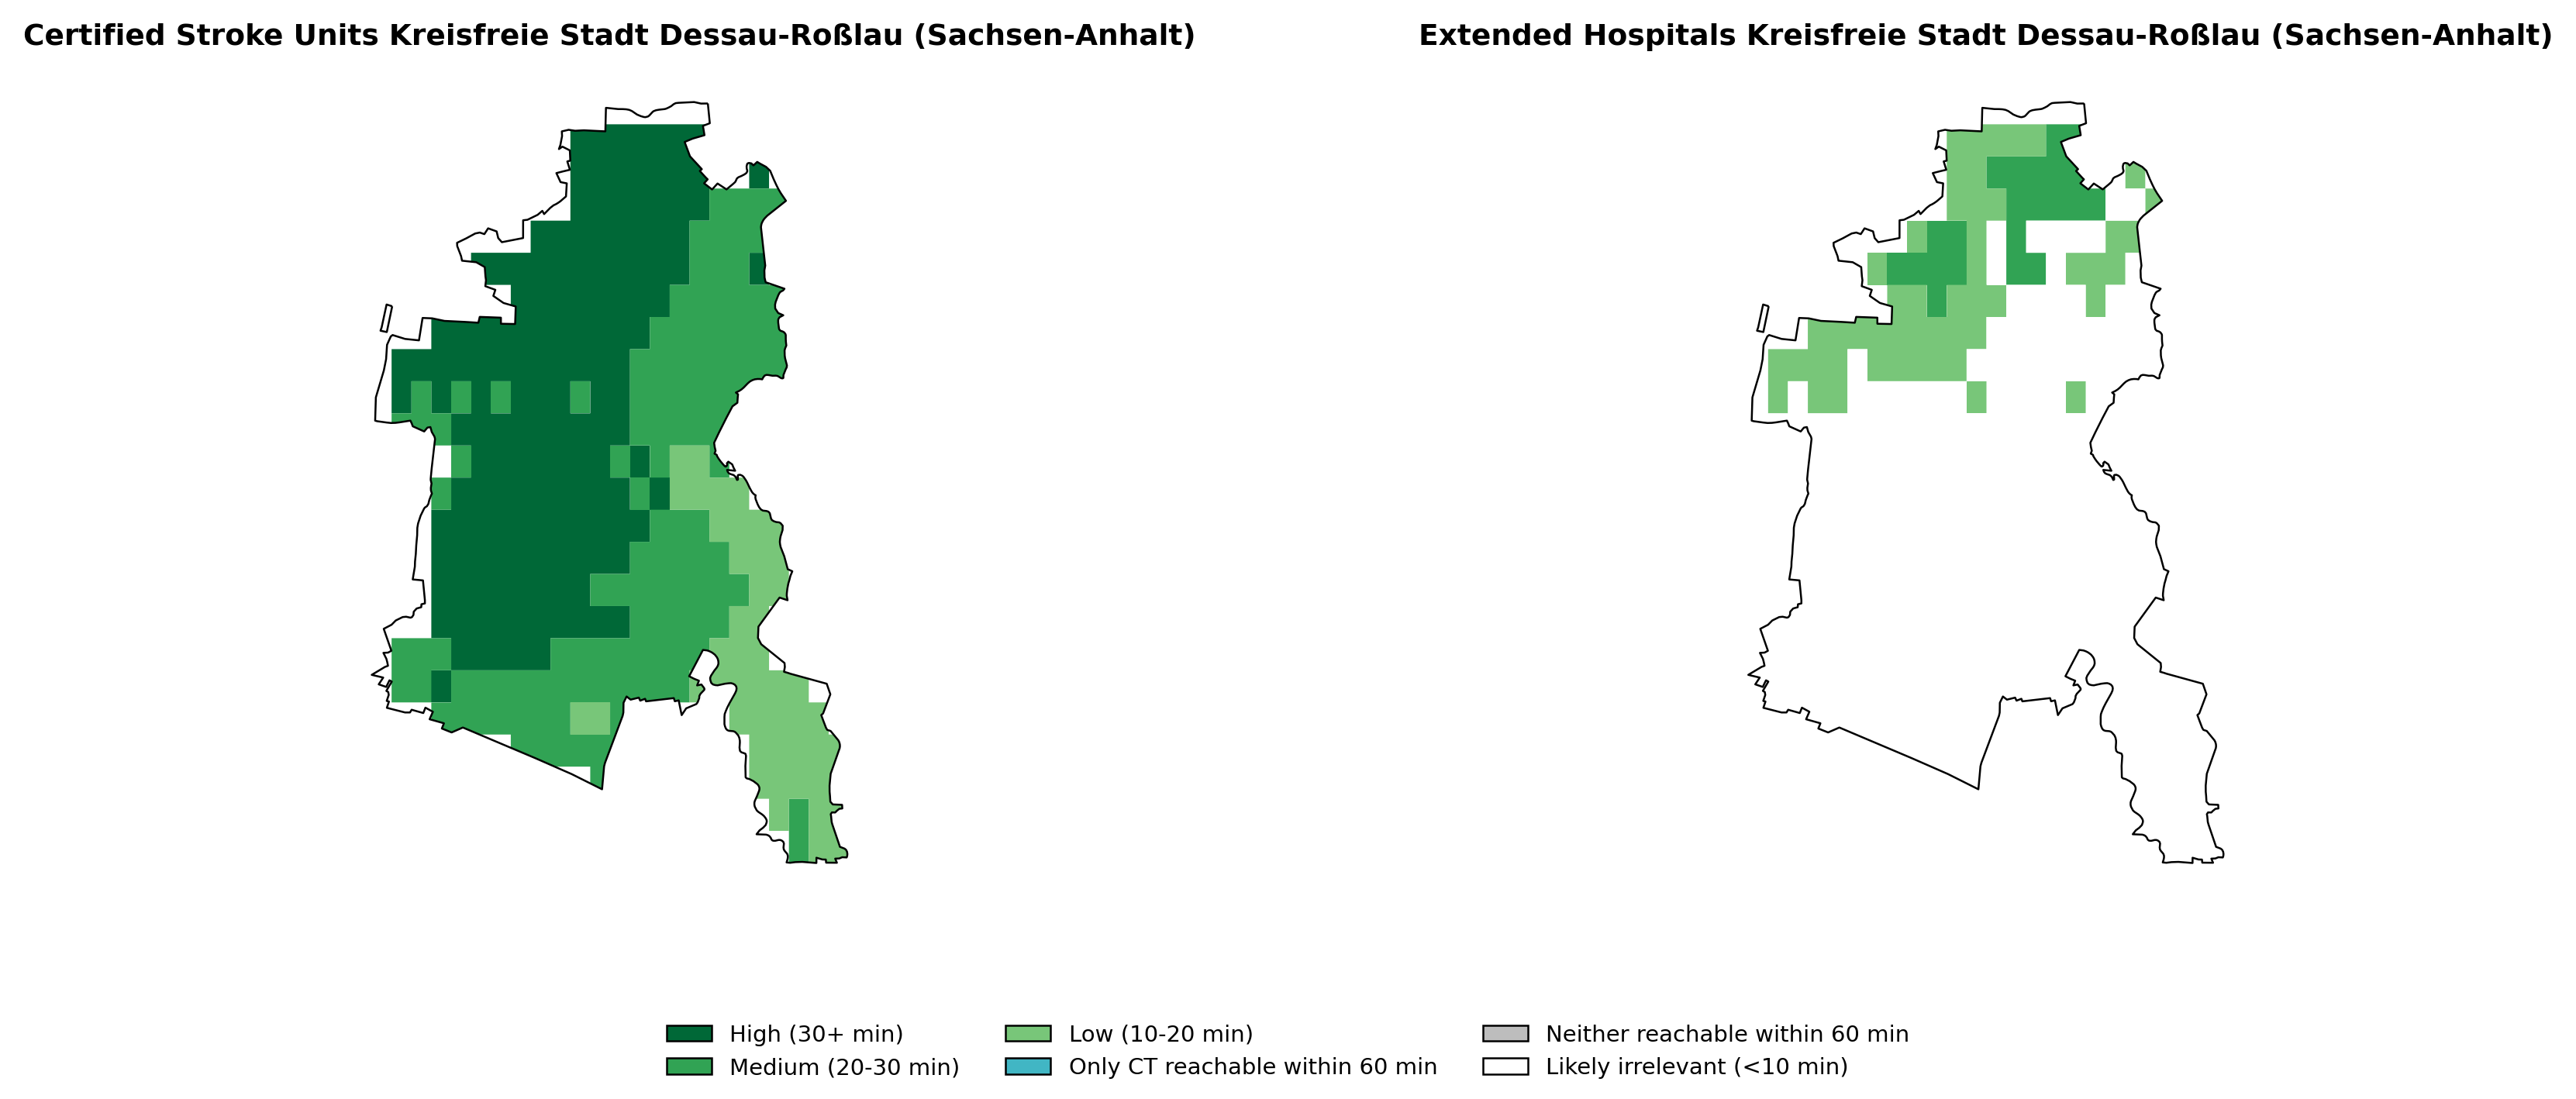 Certified Stroke Units Kreisfreie Stadt Dessau-Roßlau (Sachsen-Anhalt)
Extended Hospitals Kreisfreie Stadt Dessau-Roßlau (Sachsen-Anhalt)
High (30+ min)
Medium (20-30 min)
Low (10-20 min)
Only CT reachable within 60 min
Neither reachable within 60 min
Likely irrelevant (<10 min)